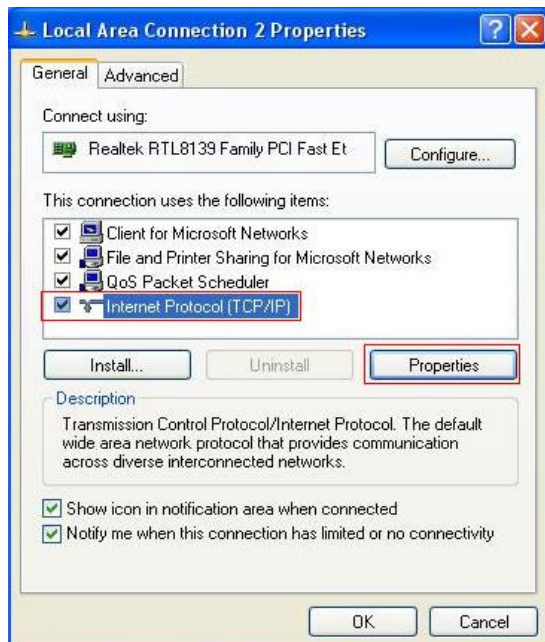 Local Area Connection 2 Properties
General Advanced
Connect using:
Realtek RTL8139 Family PCI Fast Et
Configure...
This connection uses the following items:
Client for Microsoft Networks
File and Printer Sharing for Microsoft Networks
QoS Packet Scheduler
Internet Protocol (TCP/IP)
Install... Uninstall Properties
Description
Transmission Control Protocol/Internet Protocol. The default
wide area network protocol that provides communication
across diverse interconnected networks.
Show icon in notification area when connected
Notify me when this connection has limited or no connectivity
OK Cancel